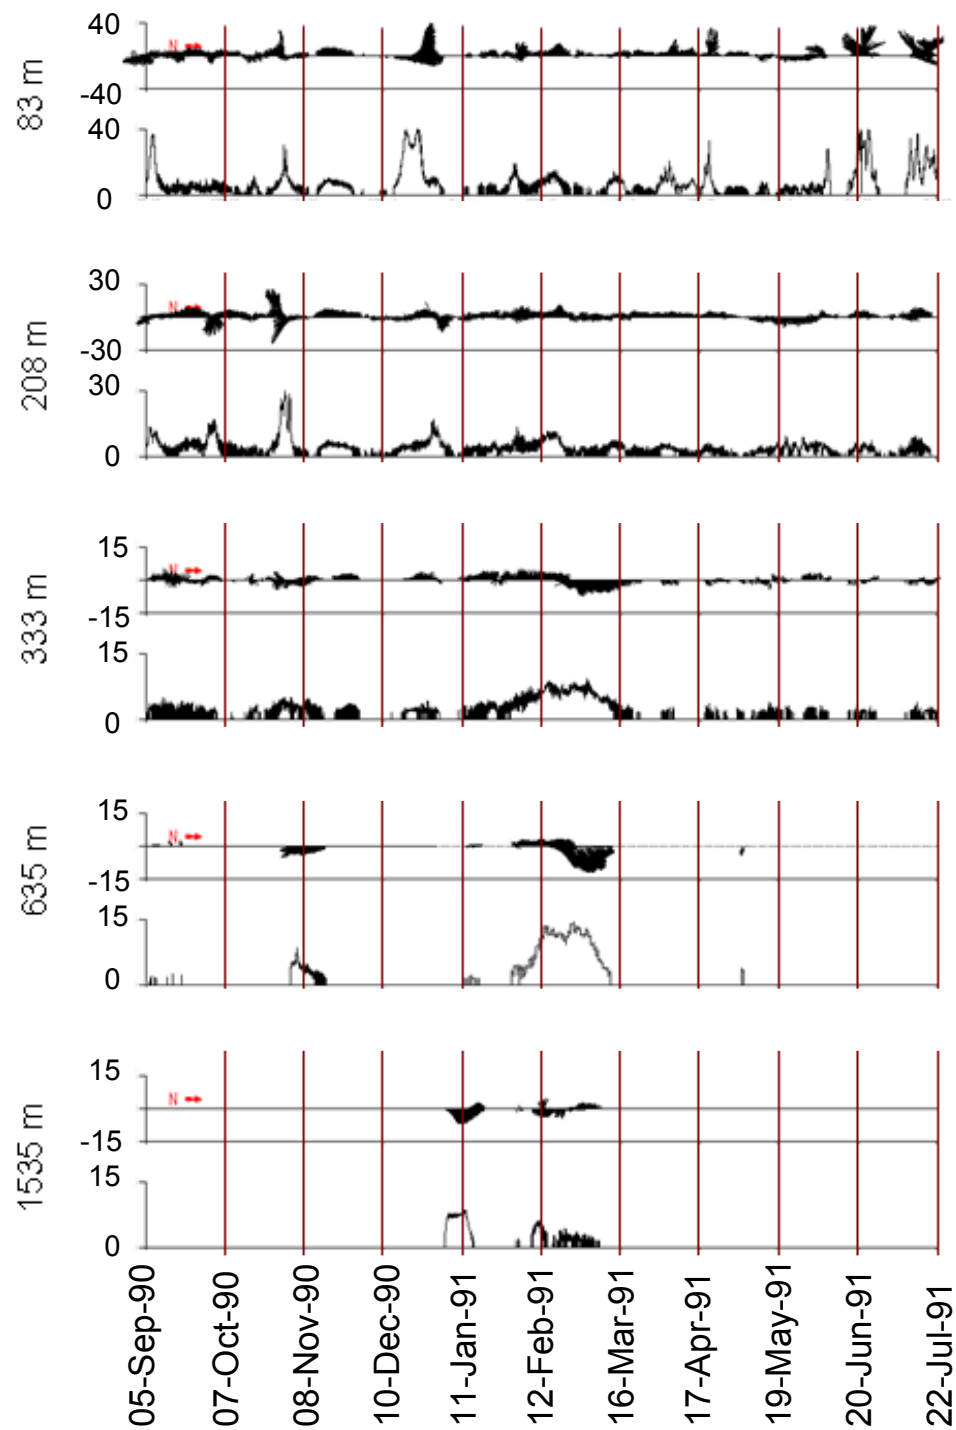 83 m
40
N
-40
40
0
208 m
30
N
-30
30
0
333 m
15
N
-15
15
0
635 m
15
N
-15
15
0
1535 m
15
N
-15
15
0
05-Sep-90
07-Oct-90
08-Nov-90
10-Dec-90
11-Jan-91
12-Feb-91
16-Mar-91
17-Apr-91
19-May-91
20-Jun-91
22-Jul-91